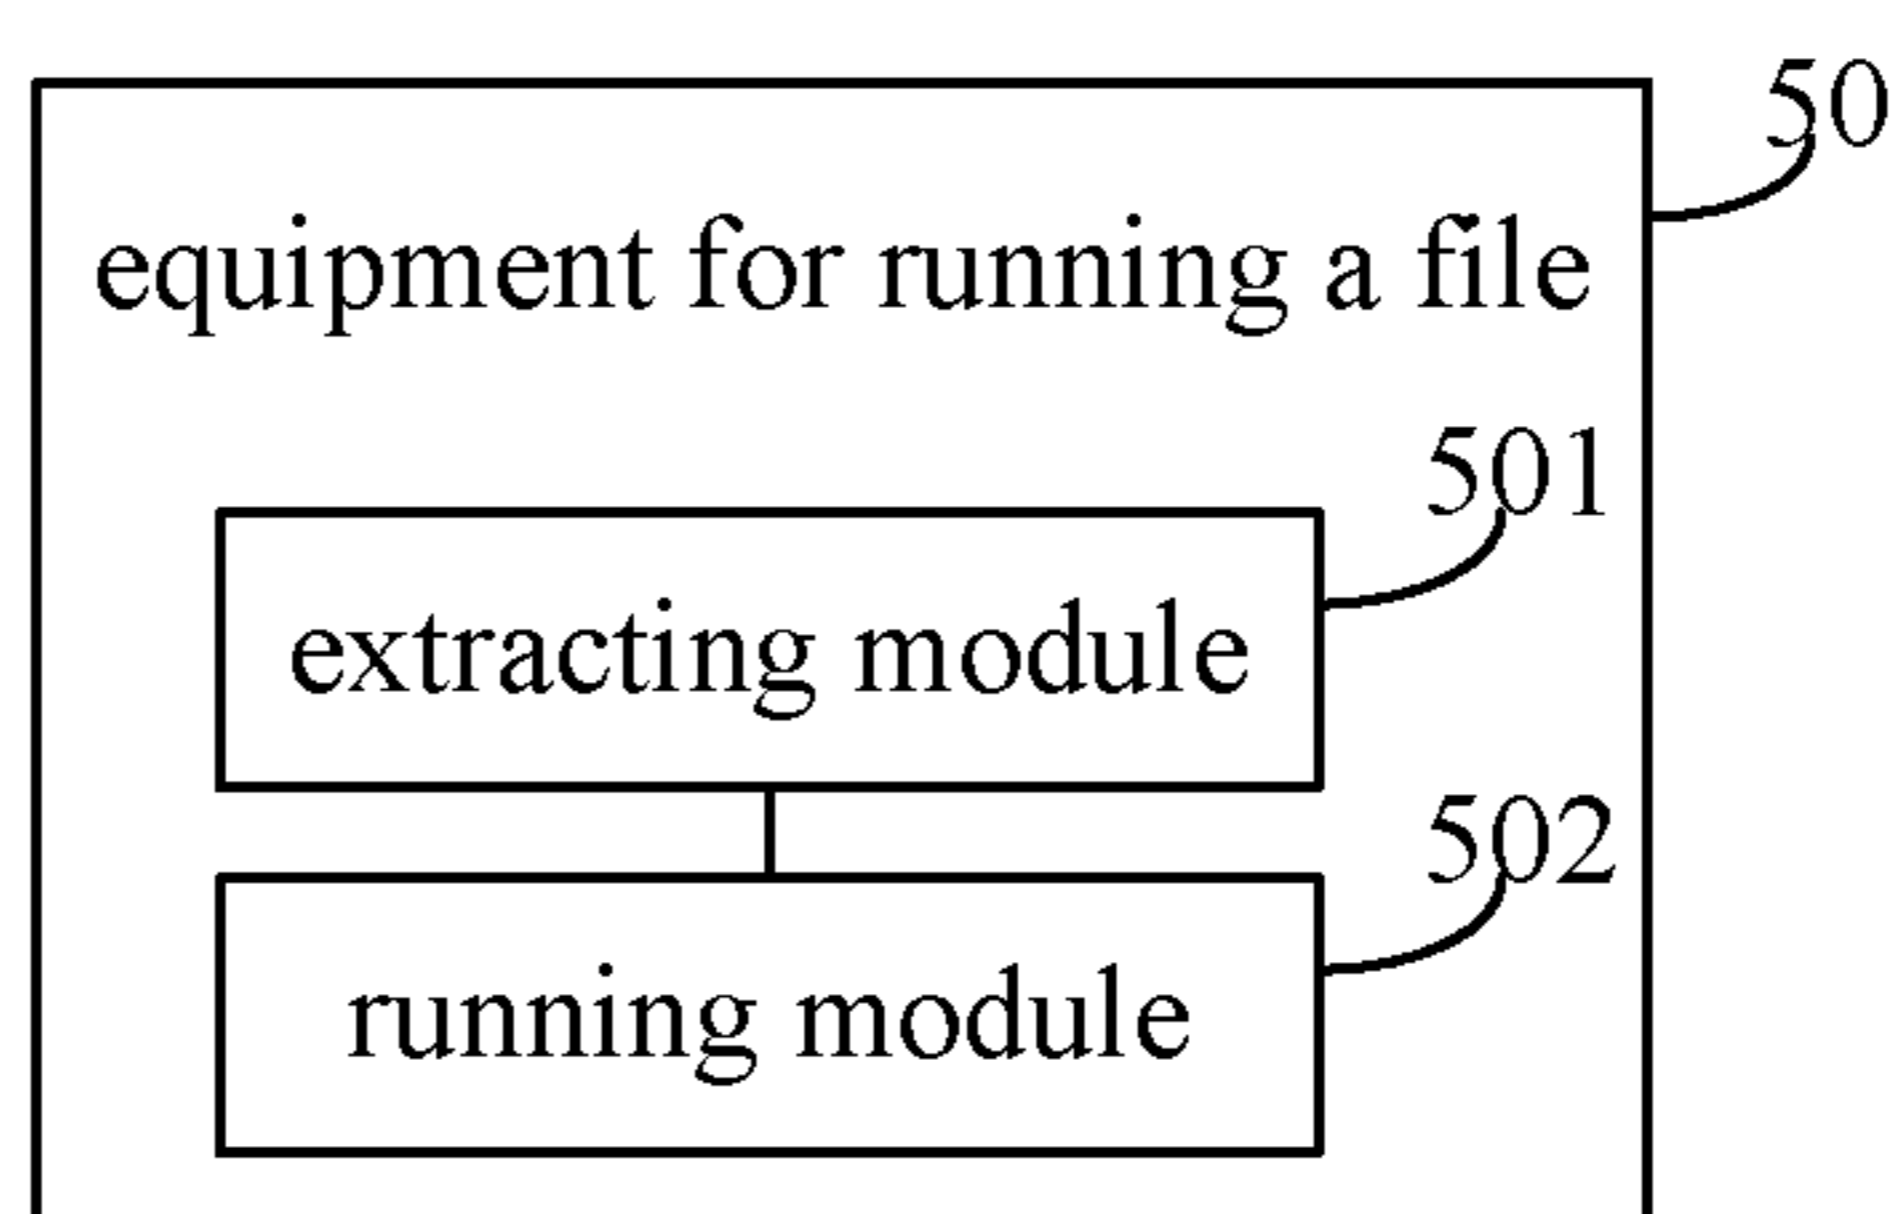 50
equipment for running a file
501
extracting module
502
running module